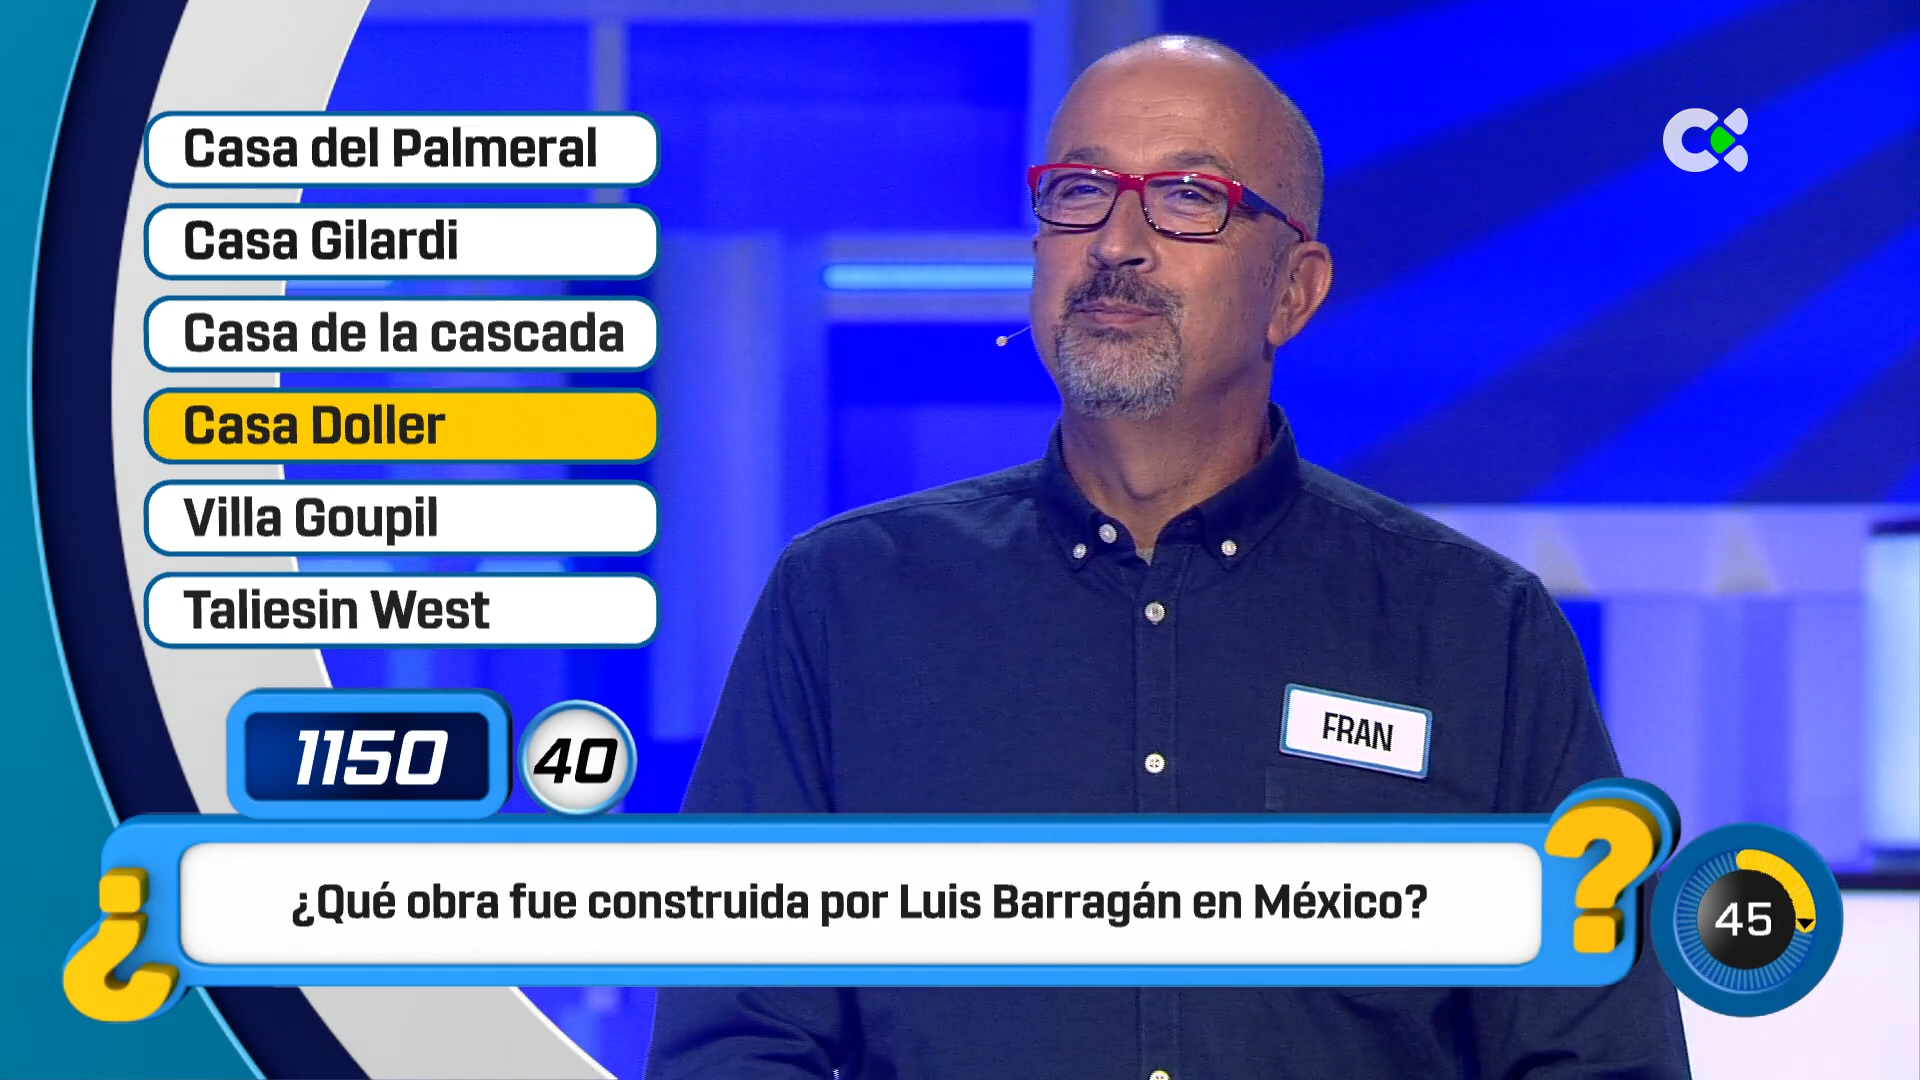 Casa del Palmeral
Casa Gilardi
Casa de la cascada
Casa Doller
Villa Goupil
Taliesin West
1150
40
FRAN
¿Qué obra fue construida por Luis Barragán en México?
45